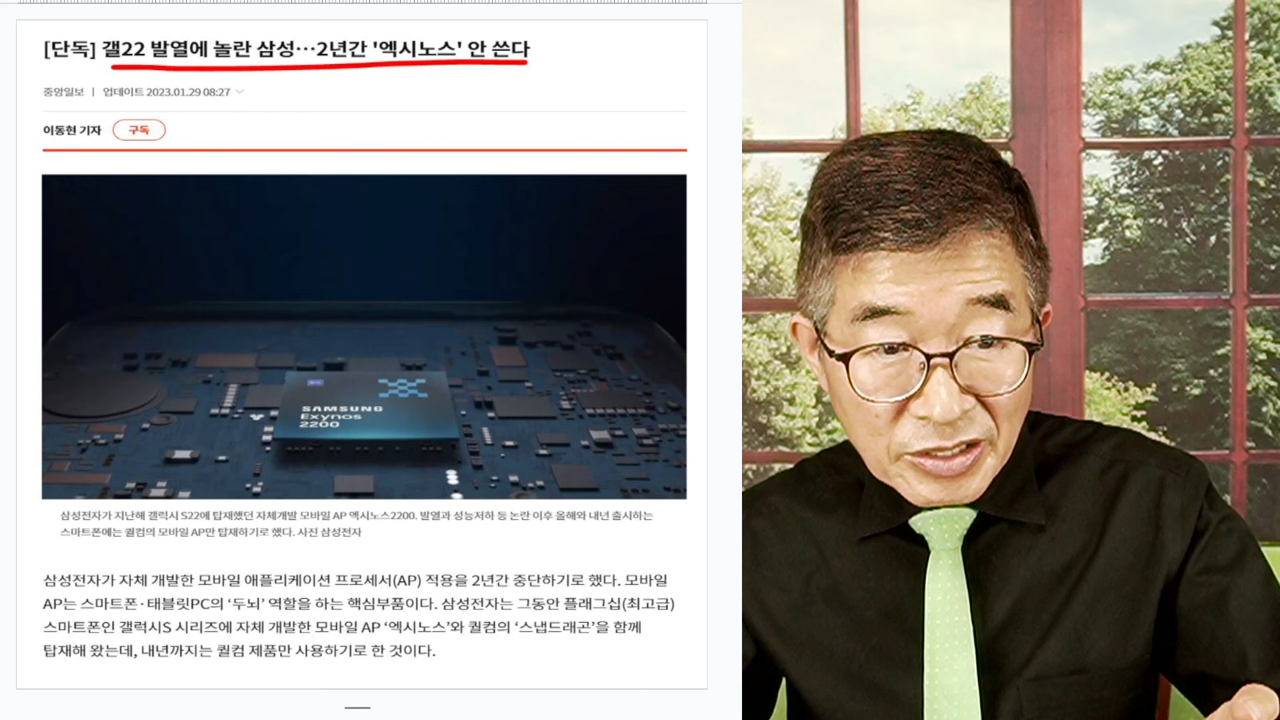 [단독] 갤22 발열에 놀란 삼성…2년간 '엑시노스' 안 쓴다
중앙일보 | 업데이트 2023.01.29 08:27
이동현 기자 구독
SAMSUNG
Exynos
2200
삼성전자가 지난해 갤럭시 S22에 탑재했던 자체개발 모바일 AP 엑시노스2200. 발열과 성능저하 등 논란 이후 올해와 내년 출시하는
스마트폰에는 퀄컴의 모바일 AP만 탑재하기로 했다. 사진 삼성전자
삼성전자가 자체 개발한 모바일 애플리케이션 프로세서(AP) 적용을 2년간 중단하기로 했다. 모바일
AP는 스마트폰·태블릿PC의 ‘두뇌’ 역할을 하는 핵심부품이다. 삼성전자는 그동안 플래그십(최고급)
스마트폰인 갤럭시S 시리즈에 자체 개발한 모바일 AP ‘엑시노스’와 퀄컴의 ‘스냅드래곤’을 함께
탑재해 왔는데, 내년까지는 퀄컴 제품만 사용하기로 한 것이다.